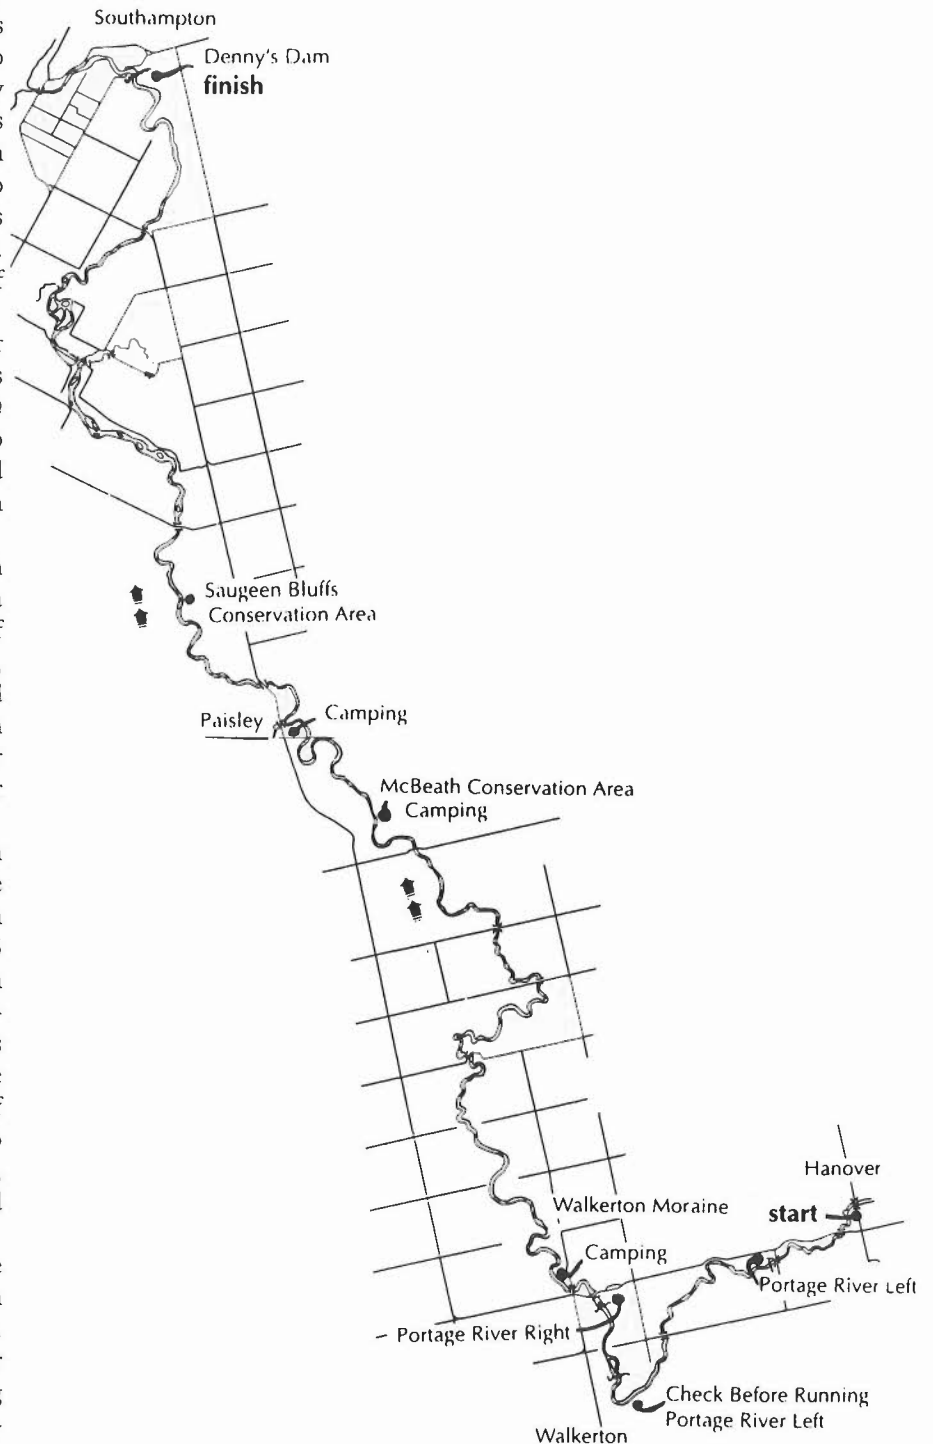 Southampton
Denny's Dam
finish
Saugeen Bluffs
Conservation Area
Paisley
Camping
McBeath Conservation Area
Camping
Hanover
Walkerton Moraine
start
Camping
Portage River Left
Portage River Right
Check Before Running
Portage River Left
Walkerton